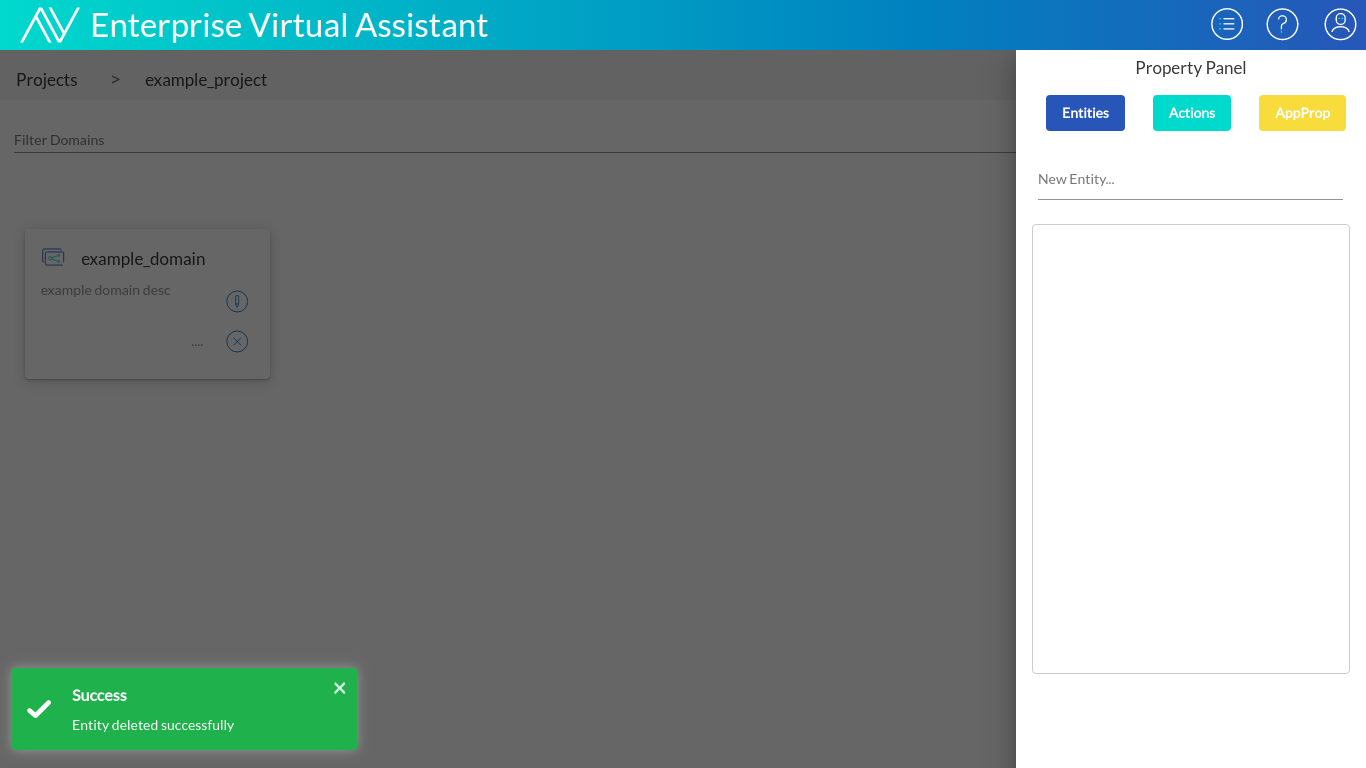 Enterprise Virtual Assistant
Projects > example_project
Filter Domains
example_domain
example domain desc
....
Property Panel
Entities Actions AppProp
New Entity...
Success
Entity deleted successfully